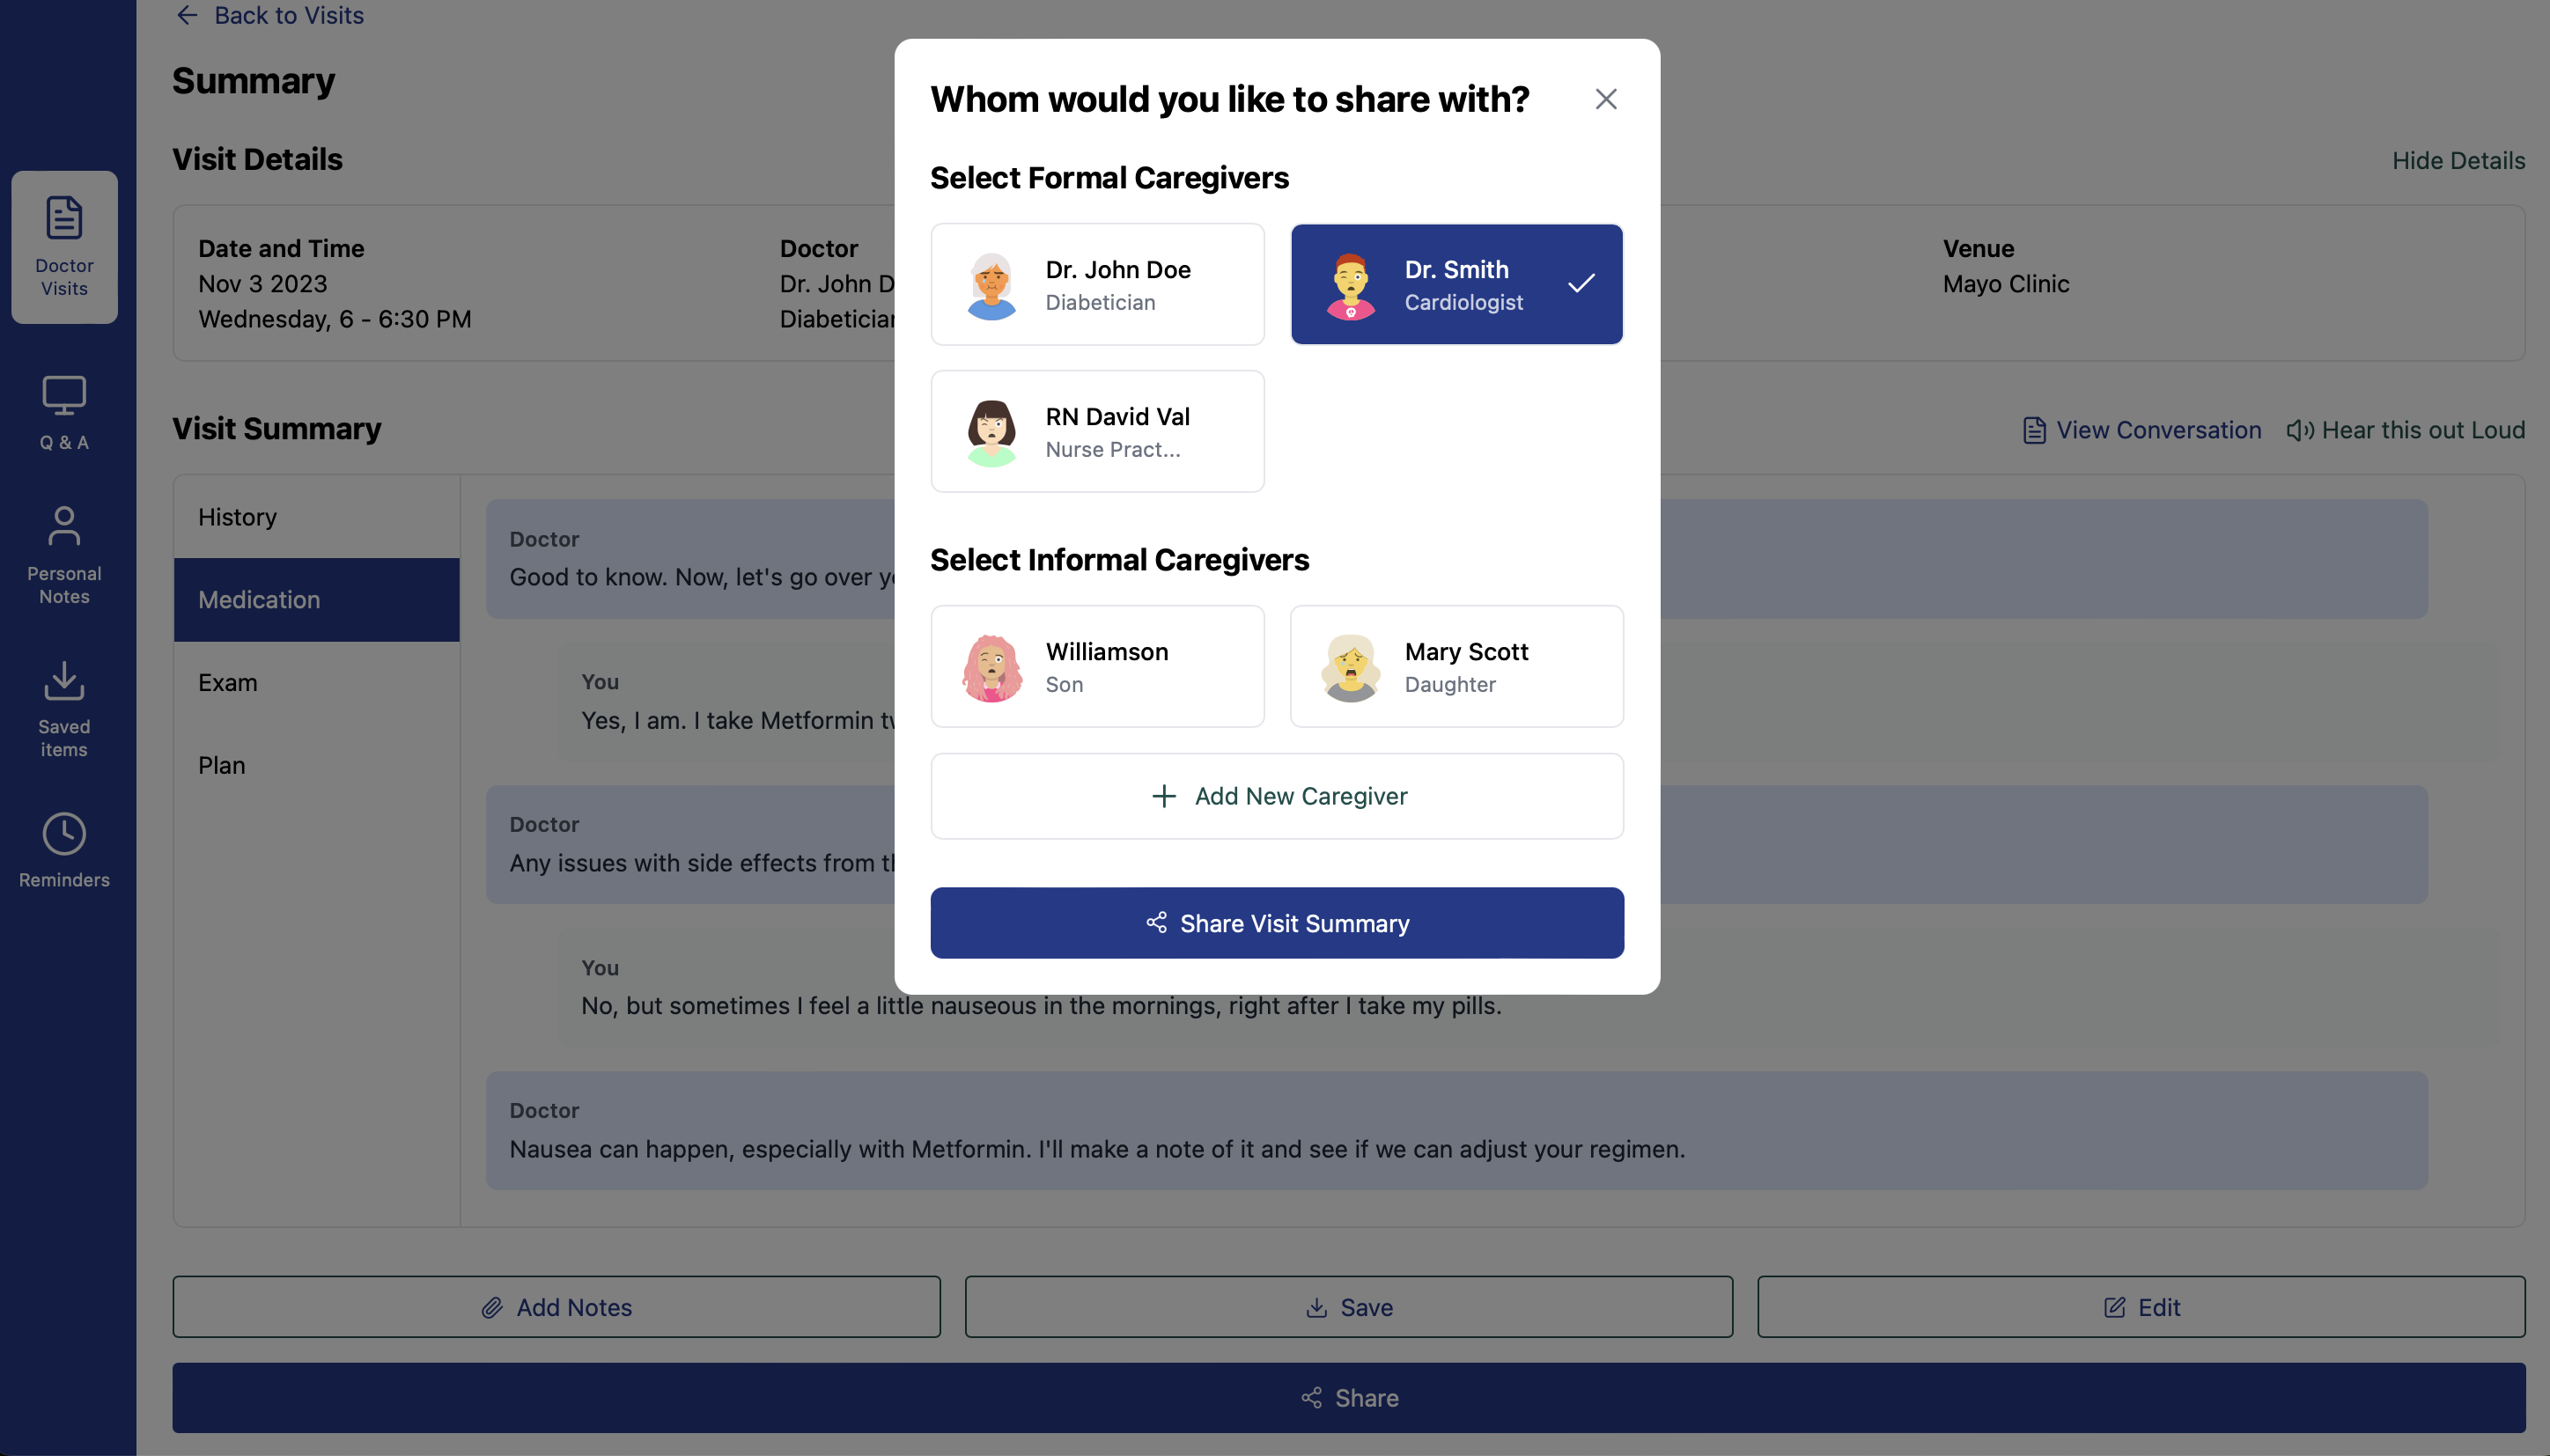 Back to Visits
Summary
Visit Details
Hide Details
Date and Time
Nov 3 2023
Wednesday, 6 - 6:30 PM
Doctor
Dr. John D
Diabetician
Venue
Mayo Clinic
Visit Summary
View Conversation
Hear this out Loud
History
Medication
Exam
Plan
Doctor
Good to know. Now, let's go over
You
Yes, I am. I take Metformin
Doctor
Any issues with side effects from
You
No, but sometimes I feel a little nauseous in the mornings, right after I take my pills.
Doctor
Nausea can happen, especially with Metformin. I'll make a note of it and see if we can adjust your regimen.
Add Notes
Save
Edit
Share
Doctor
Visits
Q & A
Personal
Notes
Saved
items
Reminders
Whom would you like to share with?
Select Formal Caregivers
Dr. John Doe
Diabetician
Dr. Smith
Cardiologist
RN David Val
Nurse Pract...
Select Informal Caregivers
Williamson
Son
Mary Scott
Daughter
Add New Caregiver
Share Visit Summary